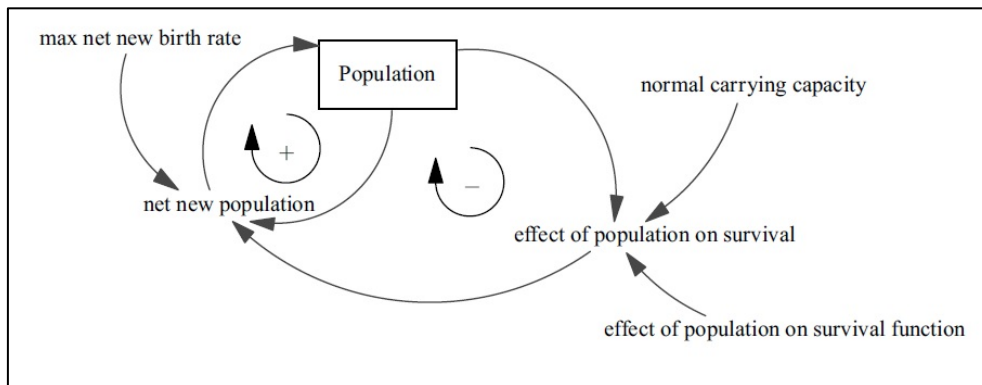 max net new birth rate
Population
normal carrying capacity
+
−
net new population
effect of population on survival
effect of population on survival function